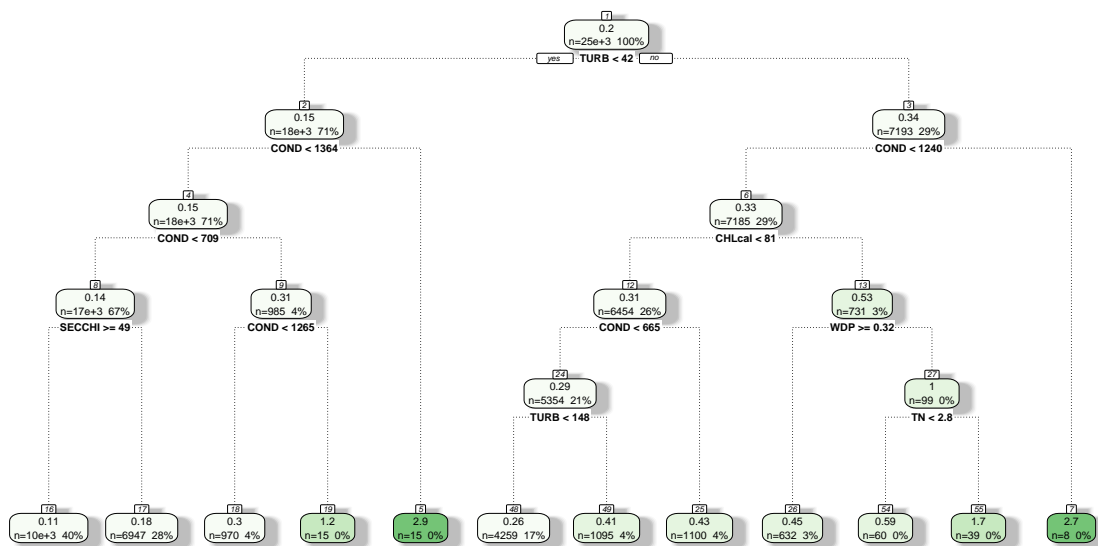 1
0.2
n=25e+3 100%
yes TURB < 42 no
2
0.15
n=18e+3 71%
COND < 1364
3
0.34
n=7193 29%
COND < 1240
4
0.15
n=18e+3 71%
COND < 709
6
0.33
n=7185 29%
CHLcal < 81
8
0.14
n=17e+3 67%
SECCHI >= 49
9
0.31
n=985 4%
COND < 1265
12
0.31
n=6454 26%
COND < 665
13
0.53
n=731 3%
WDP >= 0.32
24
0.29
n=5354 21%
TURB < 148
27
1
n=99 0%
TN < 2.8
16
0.11
n=10e+3 40%
17
0.18
n=6947 28%
18
0.3
n=970 4%
19
1.2
n=15 0%
5
2.9
n=15 0%
48
0.26
n=4259 17%
49
0.41
n=1095 4%
25
0.43
n=1100 4%
26
0.45
n=632 3%
54
0.59
n=60 0%
55
1.7
n=39 0%
7
2.7
n=8 0%